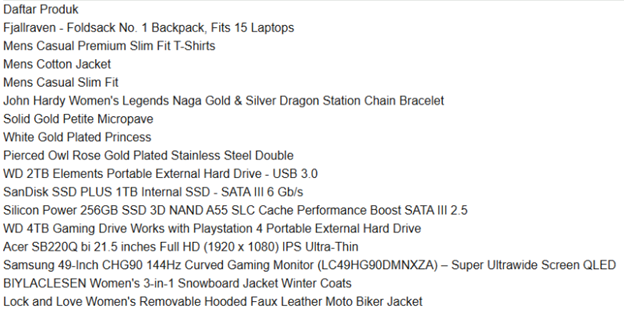 Daftar Produk
Fjallraven - Foldsack No. 1 Backpack, Fits 15 Laptops
Mens Casual Premium Slim Fit T-Shirts
Mens Cotton Jacket
Mens Casual Slim Fit
John Hardy Women's Legends Naga Gold & Silver Dragon Station Chain Bracelet
Solid Gold Petite Micropave
White Gold Plated Princess
Pierced Owl Rose Gold Plated Stainless Steel Double
WD 2TB Elements Portable External Hard Drive - USB 3.0
SanDisk SSD PLUS 1TB Internal SSD - SATA III 6 Gb/s
Silicon Power 256GB SSD 3D NAND A55 SLC Cache Performance Boost SATA III 2.5
WD 4TB Gaming Drive Works with Playstation 4 Portable External Hard Drive
Acer SB220Q bi 21.5 inches Full HD (1920 x 1080) IPS Ultra-Thin
Samsung 49-Inch CHG90 144Hz Curved Gaming Monitor (LC49HG90DMNXZA) – Super Ultrawide Screen QLED
BIYLACLESEN Women's 3-in-1 Snowboard Jacket Winter Coats
Lock and Love Women's Removable Hooded Faux Leather Moto Biker Jacket